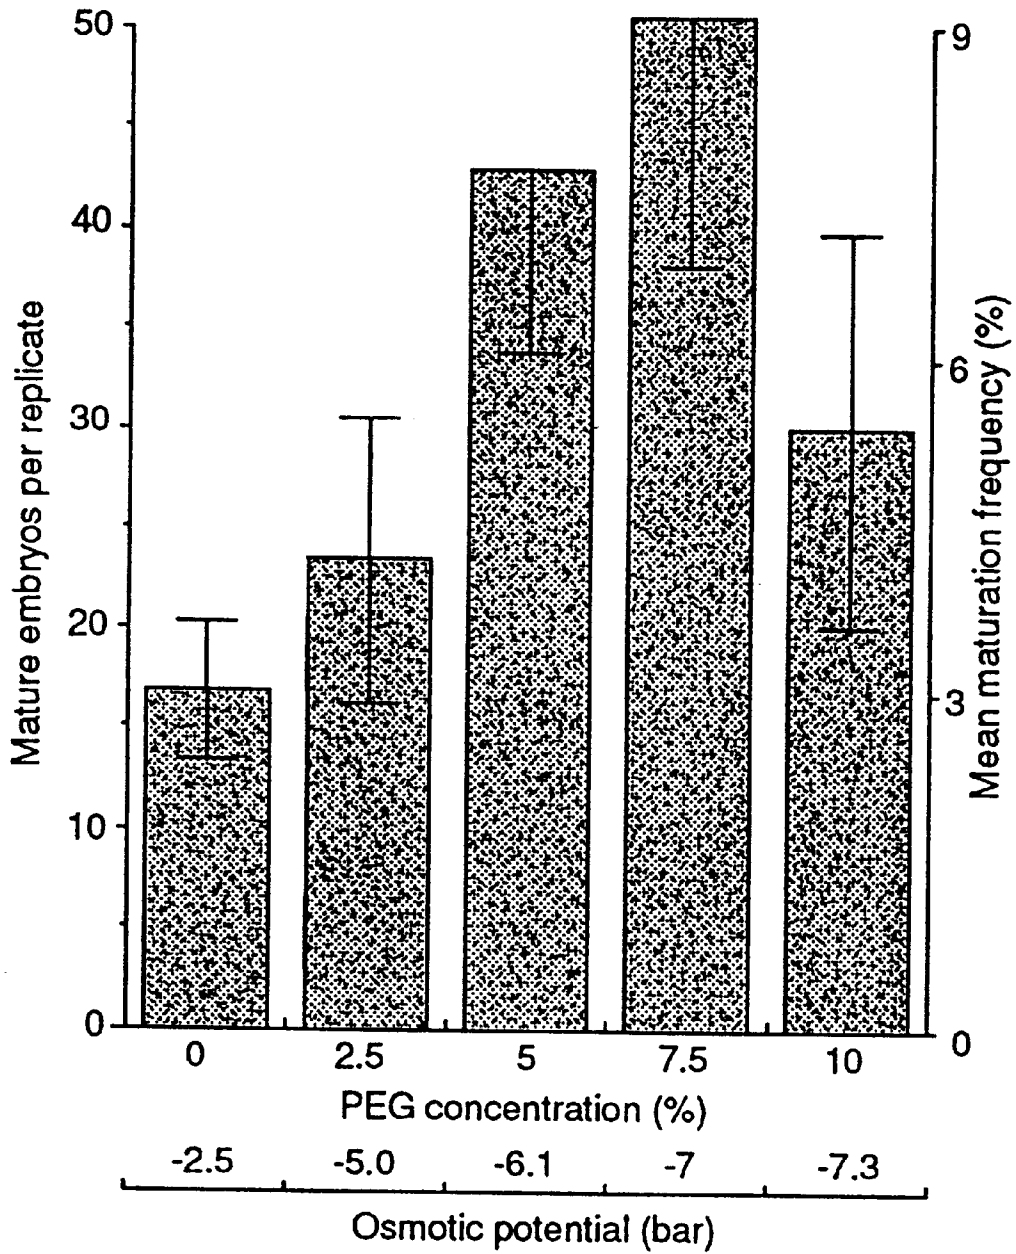 50
40
30
20
10
0
Mature embryos per replicate
9
6
3
0
Mean maturation frequency (%)
0 2.5 5 7.5 10
PEG concentration (%)
-2.5 -5.0 -6.1 -7 -7.3
Osmotic potential (bar)